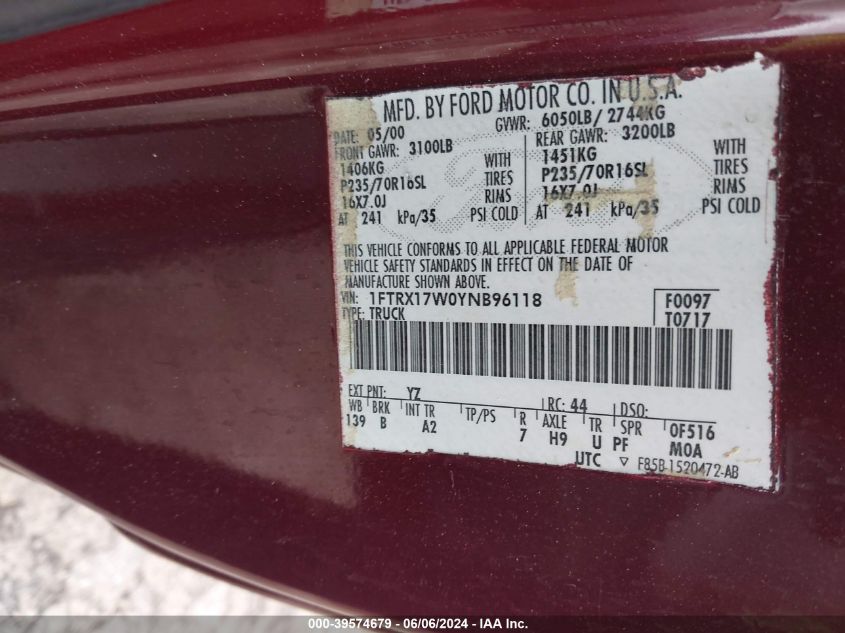 MFD. BY FORD MOTOR CO. IN U.S.A.
DATE: 05/00 GVWR: 6050LB/ 2744KG
FRONT GAWR: 3100LB REAR GAWR: 3200LB
1406KG WITH 1451KG WITH
P235/70R16SL TIRES P235/70R16SL TIRES
16X7.0J RIMS 16X7.0J RIMS
AT 241 kPa/35 PSI COLD AT 241 kPa/35 PSI COLD
THIS VEHICLE CONFORMS TO ALL APPLICABLE FEDERAL MOTOR
VEHICLE SAFETY STANDARDS IN EFFECT ON THE DATE OF
MANUFACTURE SHOWN ABOVE.
VIN: 1FTRX17W0YNB96118 F0097
TYPE: TRUCK T0717
EXT PNT: YZ RC: 44 DSO:
WB BRK INT TR TP/PS R AXLE TR SPR 0F516
139 B A2 7 H9 U PF M0A
UTC ▽ F85B-1520472-AB
000-39574679 - 06/06/2024 - IAA Inc.